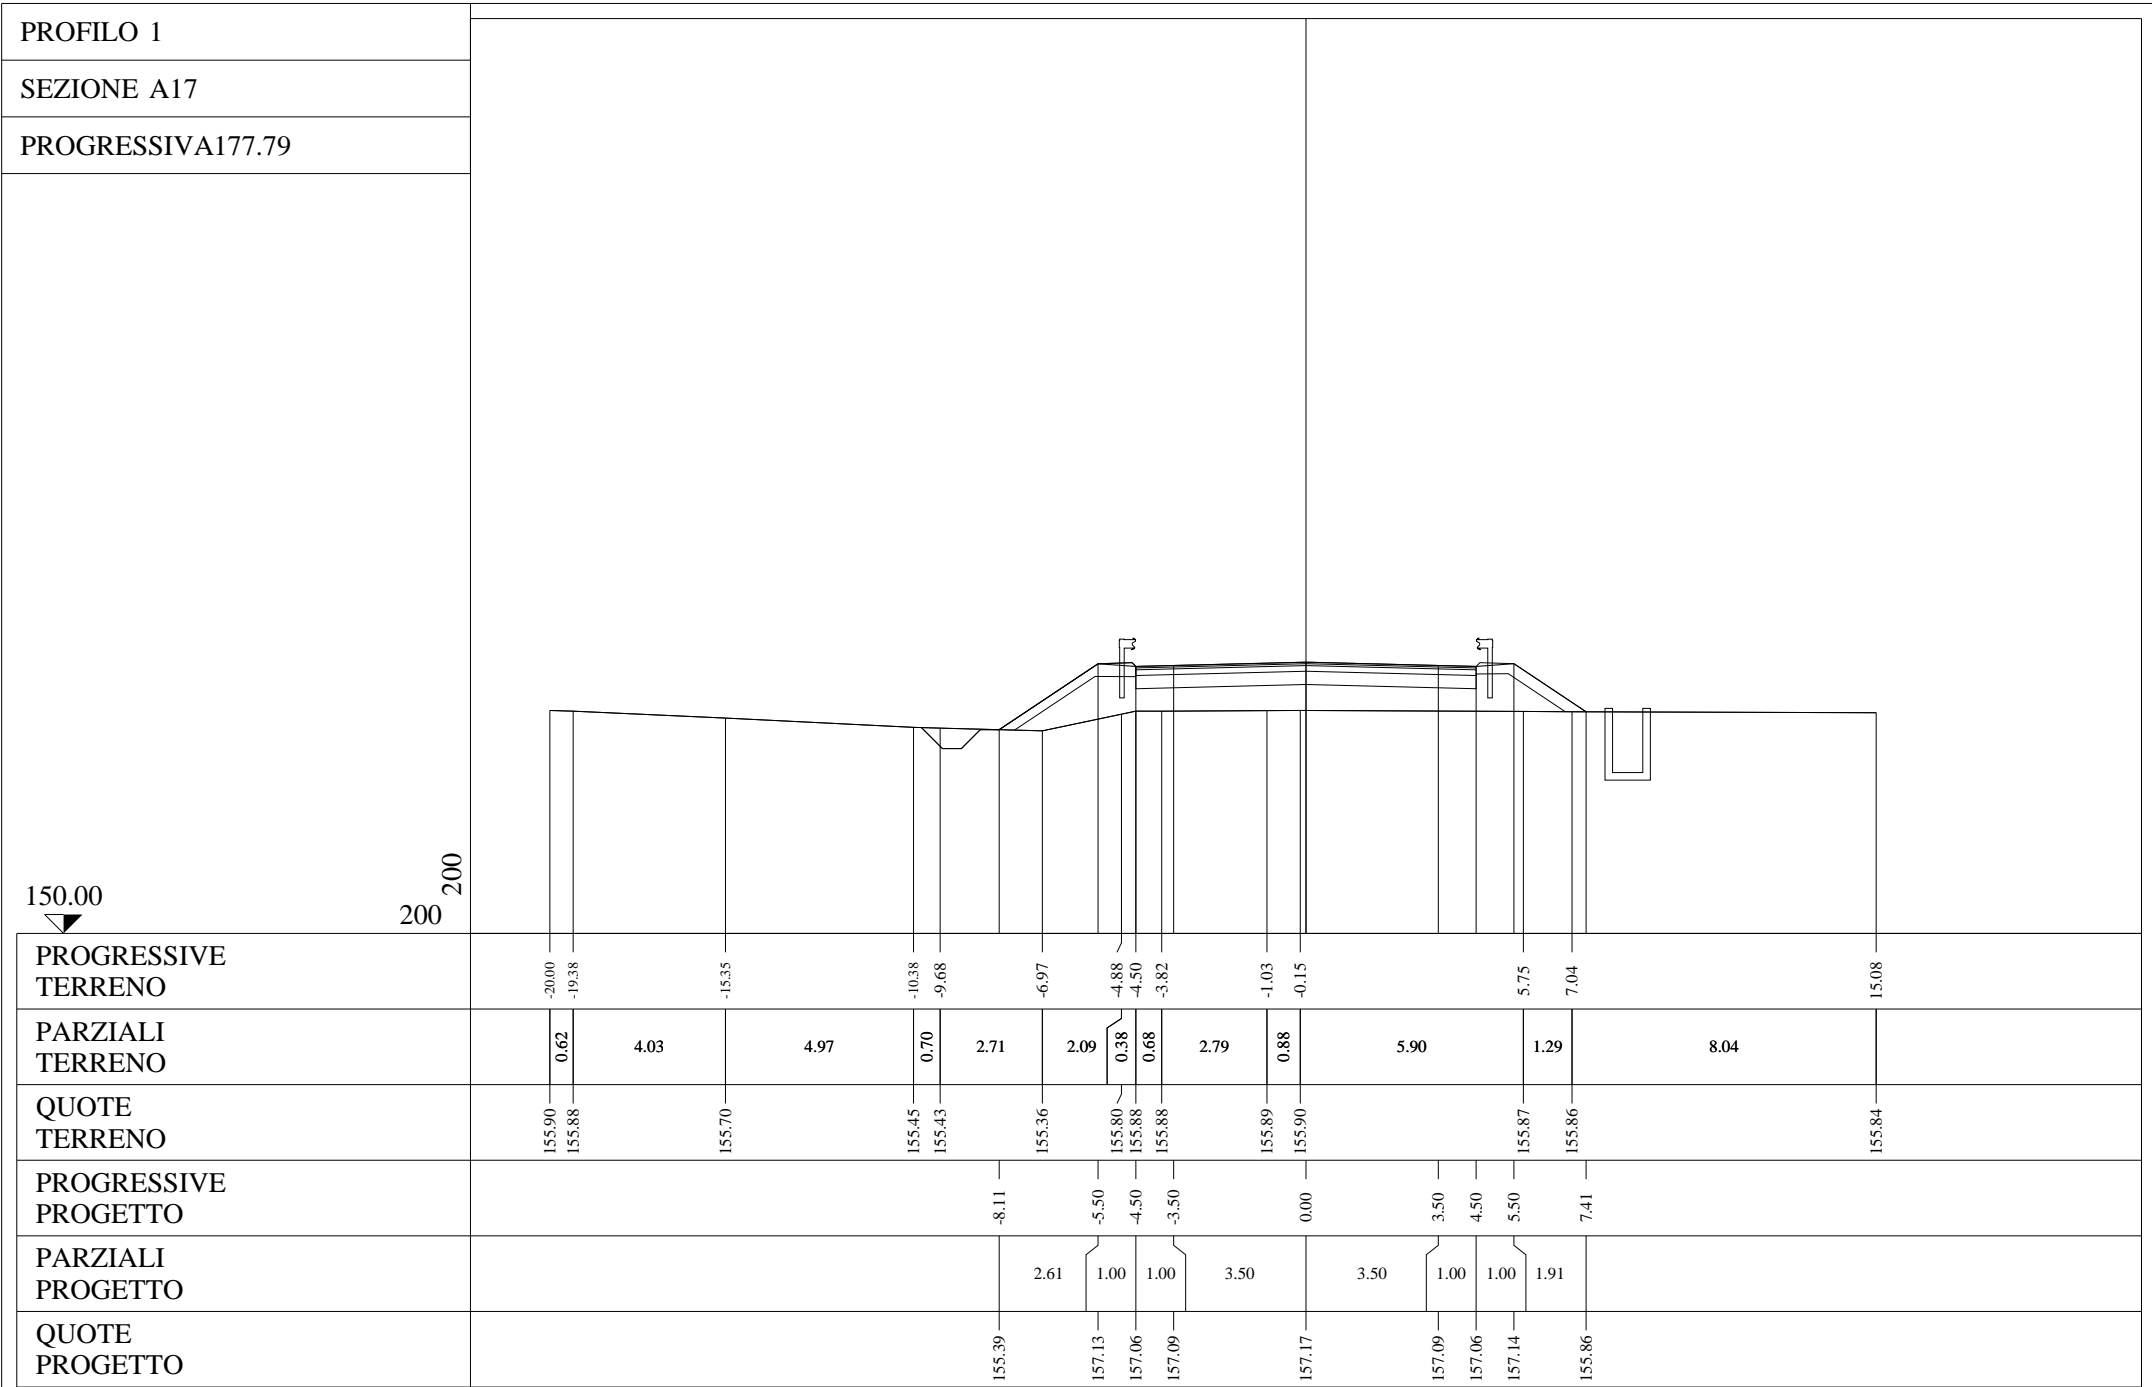 PROFILO 1
SEZIONE A17
PROGRESSIVA177.79
200
150.00
200
PROGRESSIVE
TERRENO
-20.00 -19.38 -15.35 -10.38 -9.68 -6.97 -4.88 -4.50 -3.82 -1.03 -0.15 5.75 7.04 15.08
PARZIALI
TERRENO
0.62 4.03 4.97 0.70 2.71 2.09 0.38 0.68 2.79 0.88 5.90 1.29 8.04
QUOTE
TERRENO
155.90 155.88 155.70 155.45 155.43 155.36 155.80 155.88 155.88 155.89 155.90 155.87 155.86 155.84
PROGRESSIVE
PROGETTO
-8.11 -5.50 -4.50 -3.50 0.00 3.50 4.50 5.50 7.41
PARZIALI
PROGETTO
2.61 1.00 1.00 3.50 3.50 1.00 1.00 1.91
QUOTE
PROGETTO
155.39 157.13 157.06 157.09 157.17 157.09 157.06 157.14 155.86